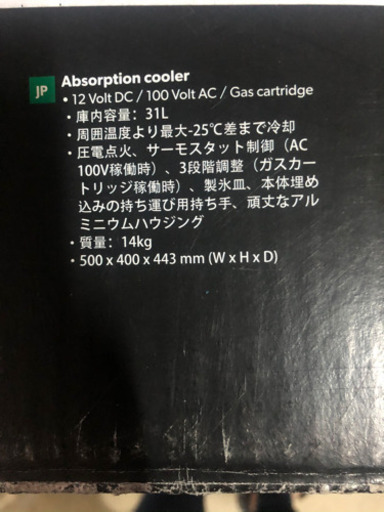 JP
Absorption cooler
• 12 Volt DC / 100 Volt AC / Gas cartridge
・庫内容量：31L
・周囲温度より最大-25℃差まで冷却
・圧電点火、サーモスタット制御（AC
100V稼働時）、3段階調整（ガスカー
トリッジ稼働時）、製氷皿、本体埋め
込みの持ち運び用持ち手、頑丈なアル
ミニウムハウジング
・質量：14kg
・500 x 400 x 443 mm (W x H x D)